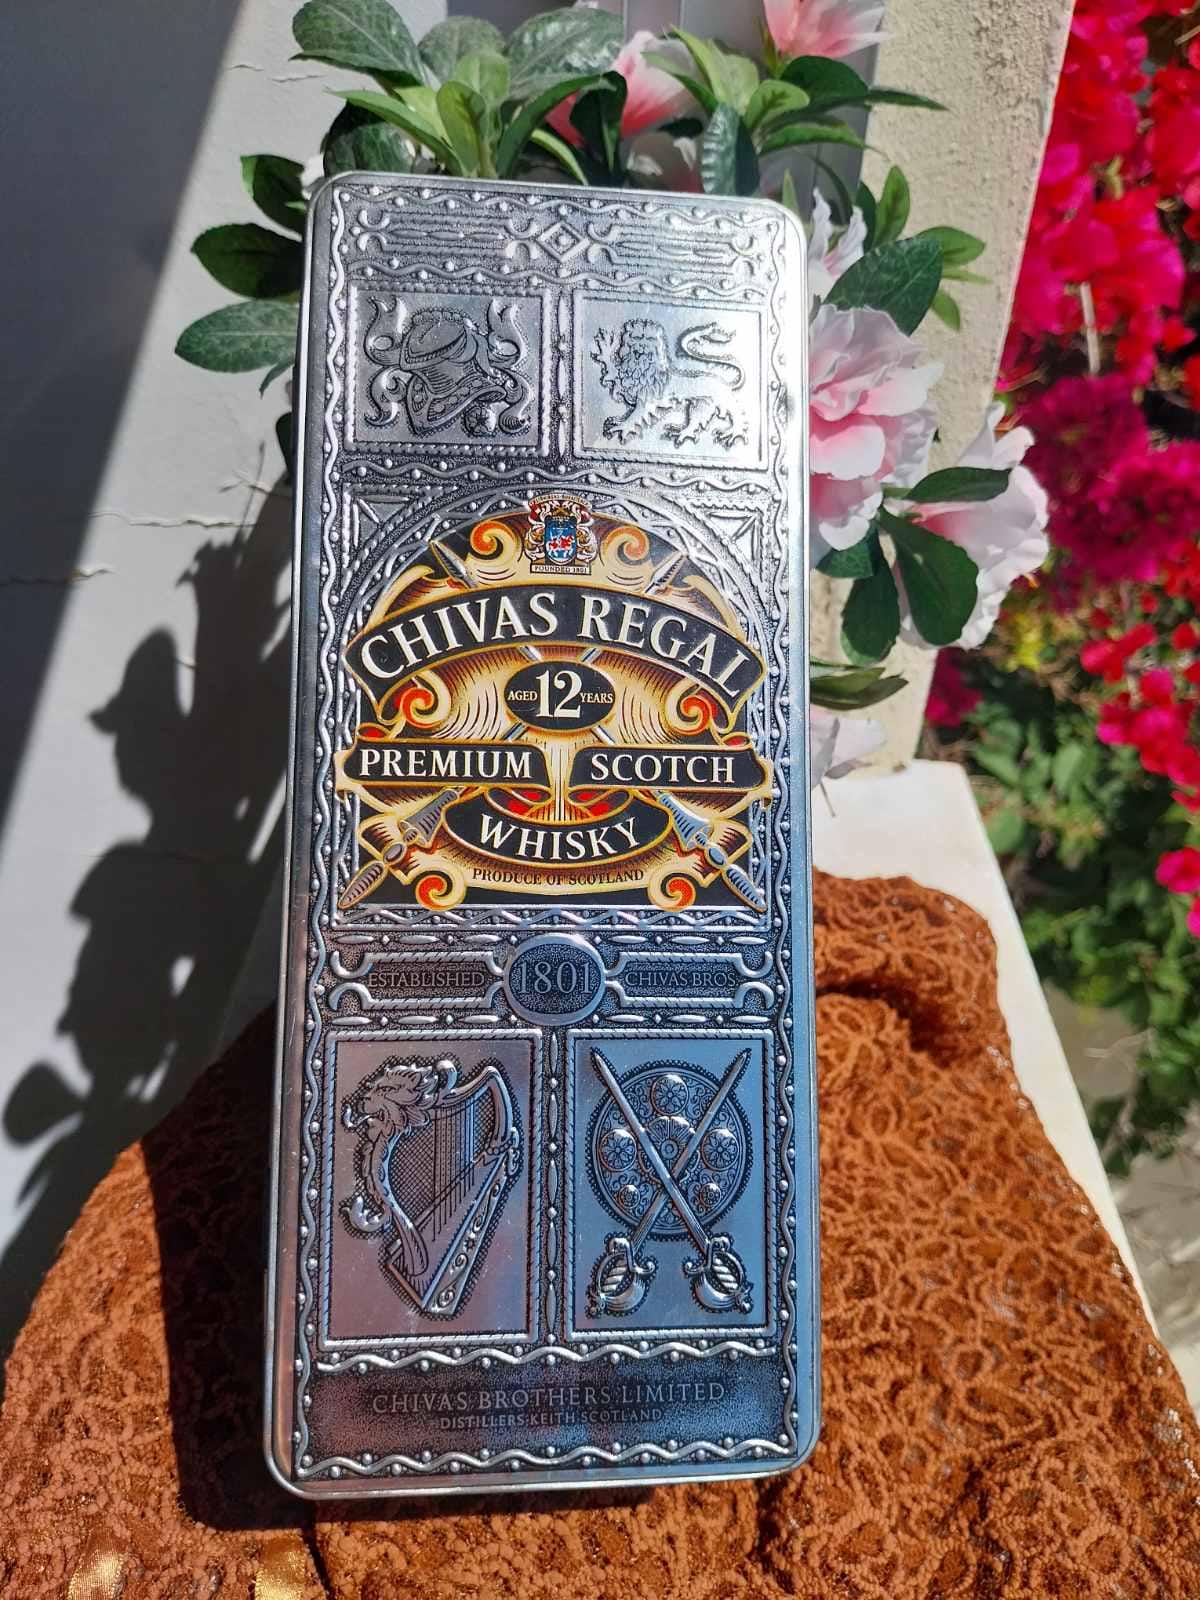 FOUNDED 1801
CHIVAS REGAL
AGED 12 YEARS
PREMIUM SCOTCH
WHISKY
PRODUCE OF SCOTLAND
ESTABLISHED 1801 CHIVAS BROS.
CHIVAS BROTHERS LIMITED
DISTILLERS KEITH SCOTLAND